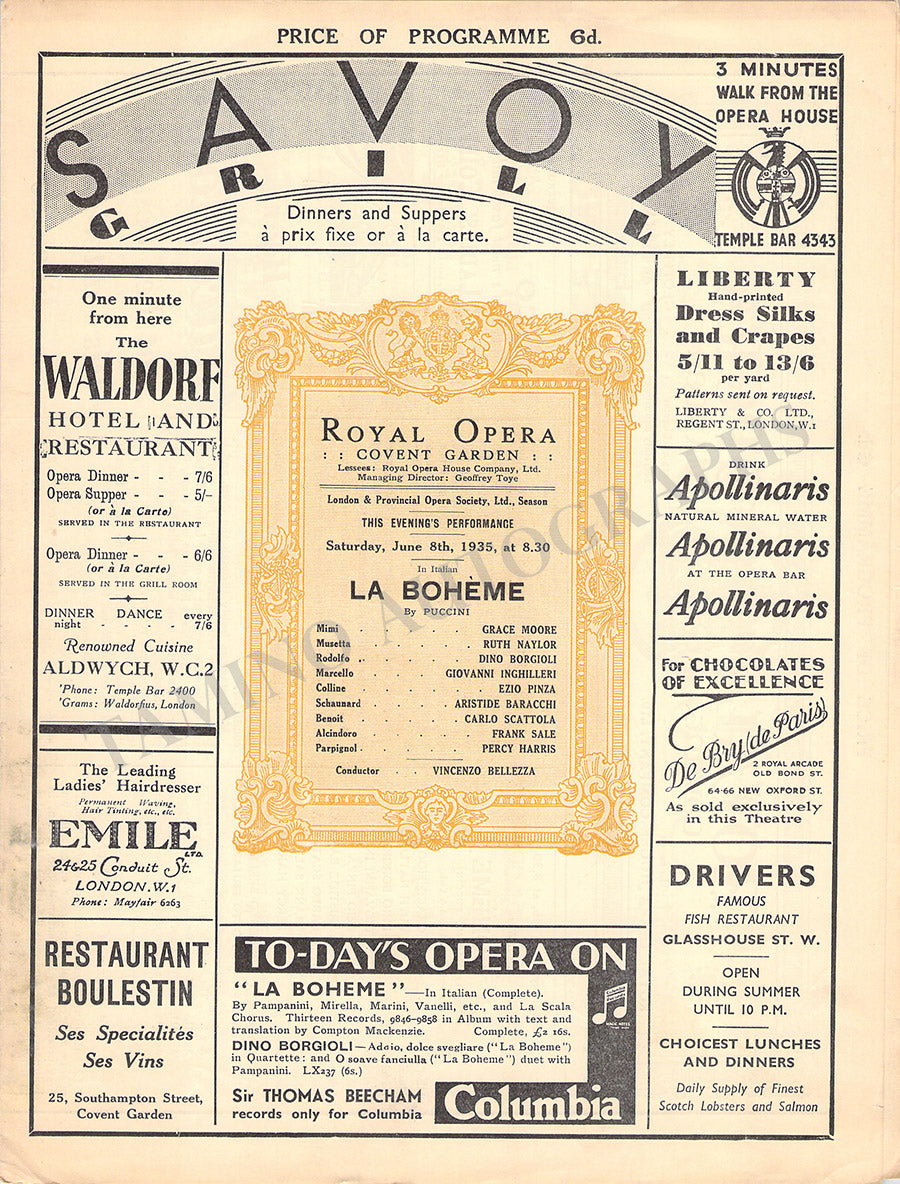 PRICE OF PROGRAMME 6d.
SAVOY
GRILL
Dinners and Suppers
à prix fixe or à la carte.
3 MINUTES
WALK FROM THE
OPERA HOUSE
TEMPLE BAR 4343
One minute
from here
The
WALDORF
HOTEL AND
RESTAURANT
Opera Dinner - - - 7/6
Opera Supper - - - 5/-
(or à la Carte)
SERVED IN THE RESTAURANT
Opera Dinner - - - 6/6
(or à la Carte)
SERVED IN THE GRILL ROOM
DINNER DANCE every
night - - - - 7/6
Renowned Cuisine
ALDWYCH, W.C.2
'Phone: Temple Bar 2400
'Grams: Waldorfius, London
The Leading
Ladies' Hairdresser
Permanent Waving,
Hair Tinting, etc., etc.
EMILE LTD.
24 & 25 Conduit St.
LONDON. W.1
Phone: Mayfair 6263
RESTAURANT
BOULESTIN
Ses Specialités
Ses Vins
25, Southampton Street,
Covent Garden
ROYAL OPERA
: : COVENT GARDEN : :
Lessees: Royal Opera House Company, Ltd.
Managing Director: Geoffrey Toye
London & Provincial Opera Society, Ltd., Season
THIS EVENING'S PERFORMANCE
Saturday, June 8th, 1935, at 8.30
In Italian
LA BOHÈME
By PUCCINI
Mimi . . . . . . . GRACE MOORE
Musetta . . . . . . . RUTH NAYLOR
Rodolfo . . . . . . . DINO BORGIOLI
Marcello . . . . . GIOVANNI INGHILLERI
Colline . . . . . . . EZIO PINZA
Schaunard . . . . . ARISTIDE BARACCHI
Benoit . . . . . . CARLO SCATTOLA
Alcindoro . . . . . . FRANK SALE
Parpignol . . . . . . PERCY HARRIS
Conductor . . VINCENZO BELLEZZA
TO-DAY'S OPERA ON
"LA BOHEME"—In Italian (Complete).
By Pampanini, Mirella, Marini, Vanelli, etc., and La Scala
Chorus. Thirteen Records, 9846-9858 in Album with text and
translation by Compton Mackenzie. Complete, £2 16s.
DINO BORGIOLI—Addio, dolce svegliare ("La Boheme")
in Quartette: and O soave fanciulla ("La Boheme") duet with
Pampanini. LX237 (6s.)
Sir THOMAS BEECHAM
records only for Columbia
MAGIC NOTES
Columbia
LIBERTY
Hand-printed
Dress Silks
and Crapes
5/11 to 13/6
per yard
Patterns sent on request.
LIBERTY & CO. LTD.,
REGENT ST., LONDON, W.1
DRINK
Apollinaris
NATURAL MINERAL WATER
Apollinaris
AT THE OPERA BAR
Apollinaris
For CHOCOLATES
OF EXCELLENCE
De Bry (de Paris)
2 ROYAL ARCADE
OLD BOND ST.
64-66 NEW OXFORD ST.
As sold exclusively
in this Theatre
DRIVERS
FAMOUS
FISH RESTAURANT
GLASSHOUSE ST. W.
OPEN
DURING SUMMER
UNTIL 10 P.M.
CHOICEST LUNCHES
AND DINNERS
Daily Supply of Finest
Scotch Lobsters and Salmon
TAMINO AUTOGRAPHS